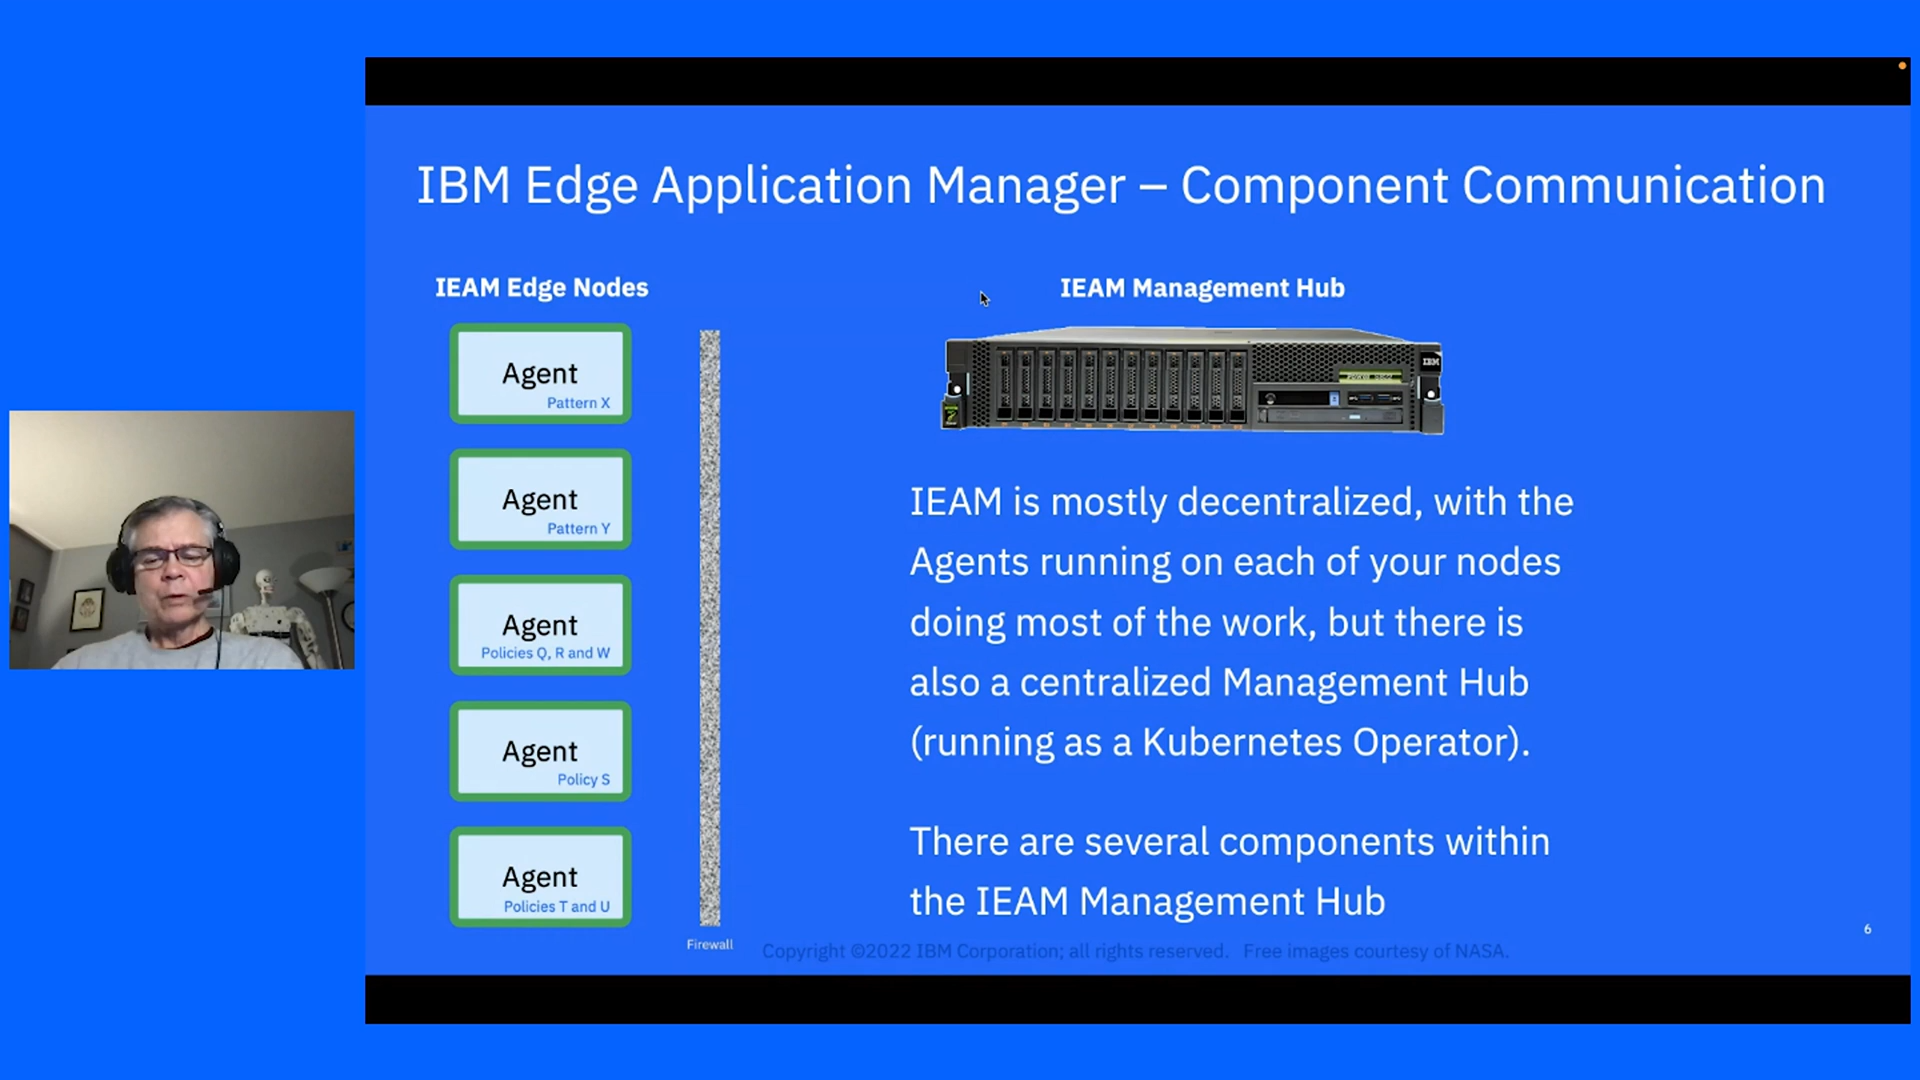 IBM Edge Application Manager – Component Communication
IEAM Edge Nodes
Agent
Pattern X
Agent
Pattern Y
Agent
Policies Q, R and W
Agent
Policy S
Agent
Policies T and U
Firewall
IEAM Management Hub
IBM
IEAM is mostly decentralized, with the
Agents running on each of your nodes
doing most of the work, but there is
also a centralized Management Hub
(running as a Kubernetes Operator).
There are several components within
the IEAM Management Hub
Copyright ©2022 IBM Corporation; all rights reserved. Free images courtesy of NASA.
6